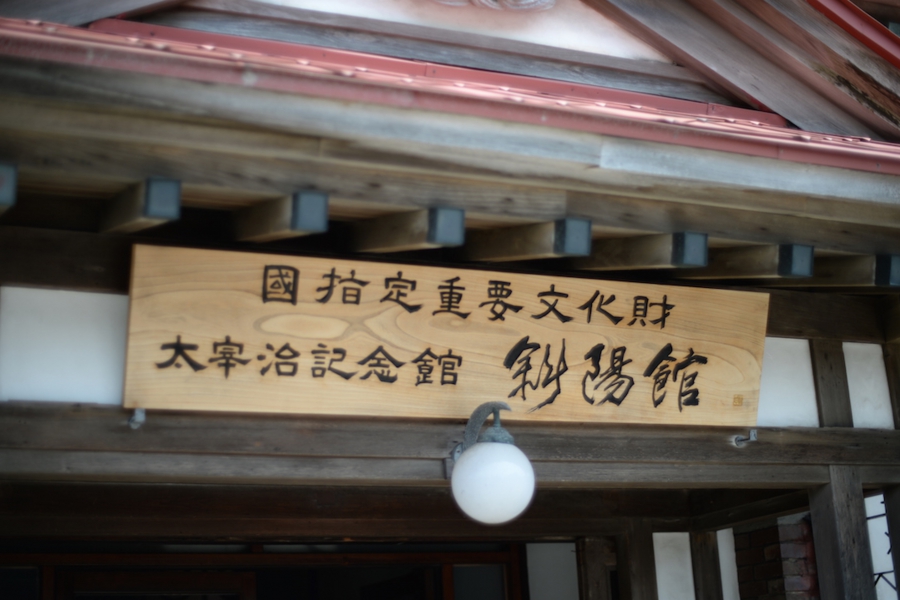 國指定重要文化財
太宰治記念館 斜陽館